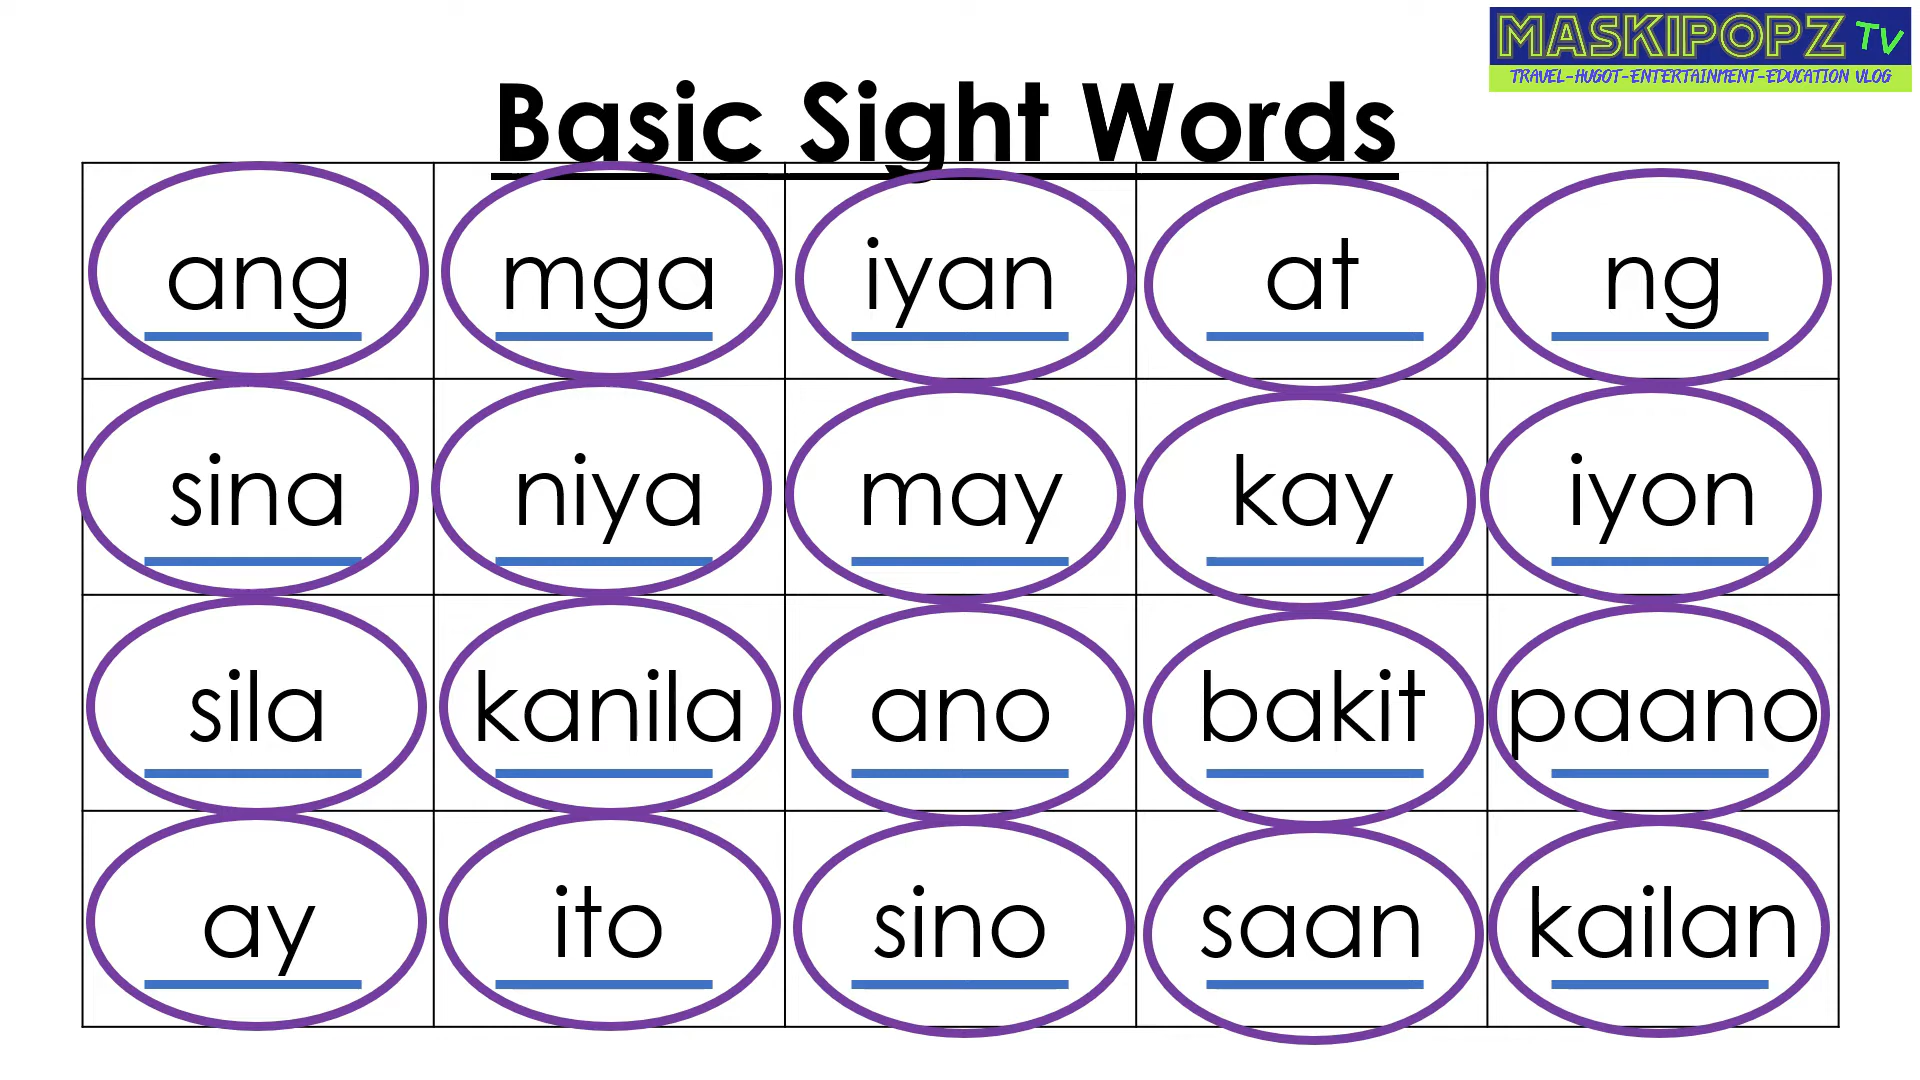 MASKIPOPZ TV
TRAVEL-HUGOT-ENTERTAINMENT-EDUCATION VLOG
Basic Sight Words
ang mga iyan at ng
sina niya may kay iyon
sila kanila ano bakit paano
ay ito sino saan kailan